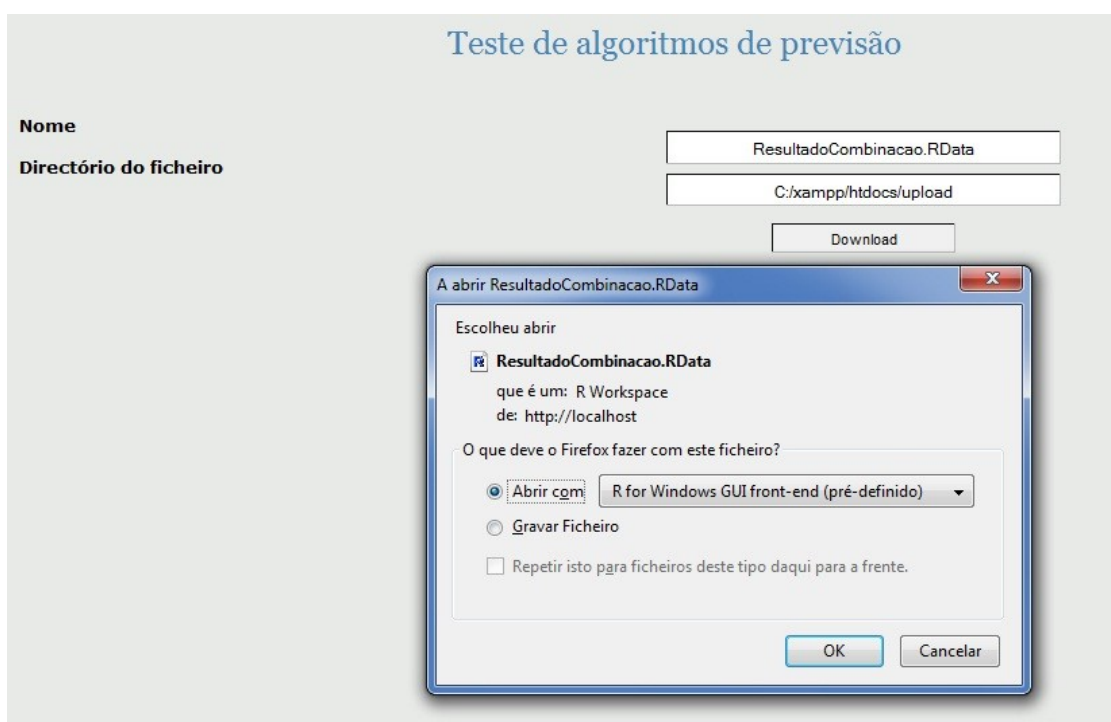 Teste de algoritmos de previsão
Nome
ResultadoCombinacao.RData
Directório do ficheiro
C:/xampp/htdocs/upload
Download
A abrir ResultadoCombinacao.RData
Escolheu abrir
ResultadoCombinacao.RData
que é um: R Workspace
de: http://localhost
O que deve o Firefox fazer com este ficheiro?
Abrir com R for Windows GUI front-end (pré-definido)
Gravar Ficheiro
Repetir isto para ficheiros deste tipo daqui para a frente.
OK Cancelar